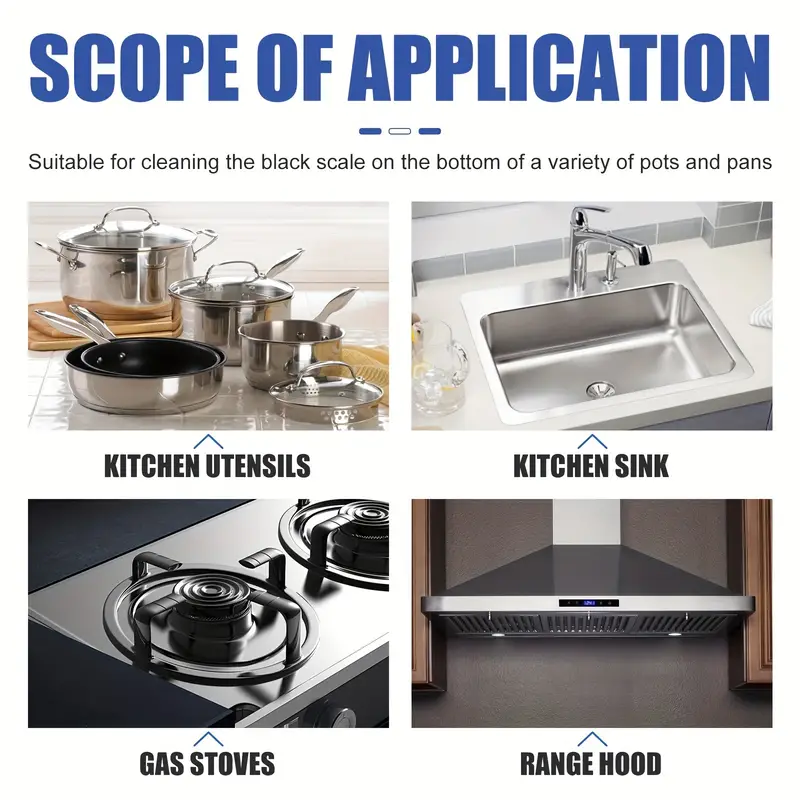 SCOPE OF APPLICATION
Suitable for cleaning the black scale on the bottom of a variety of pots and pans
KITCHEN UTENSILS
KITCHEN SINK
GAS STOVES
RANGE HOOD